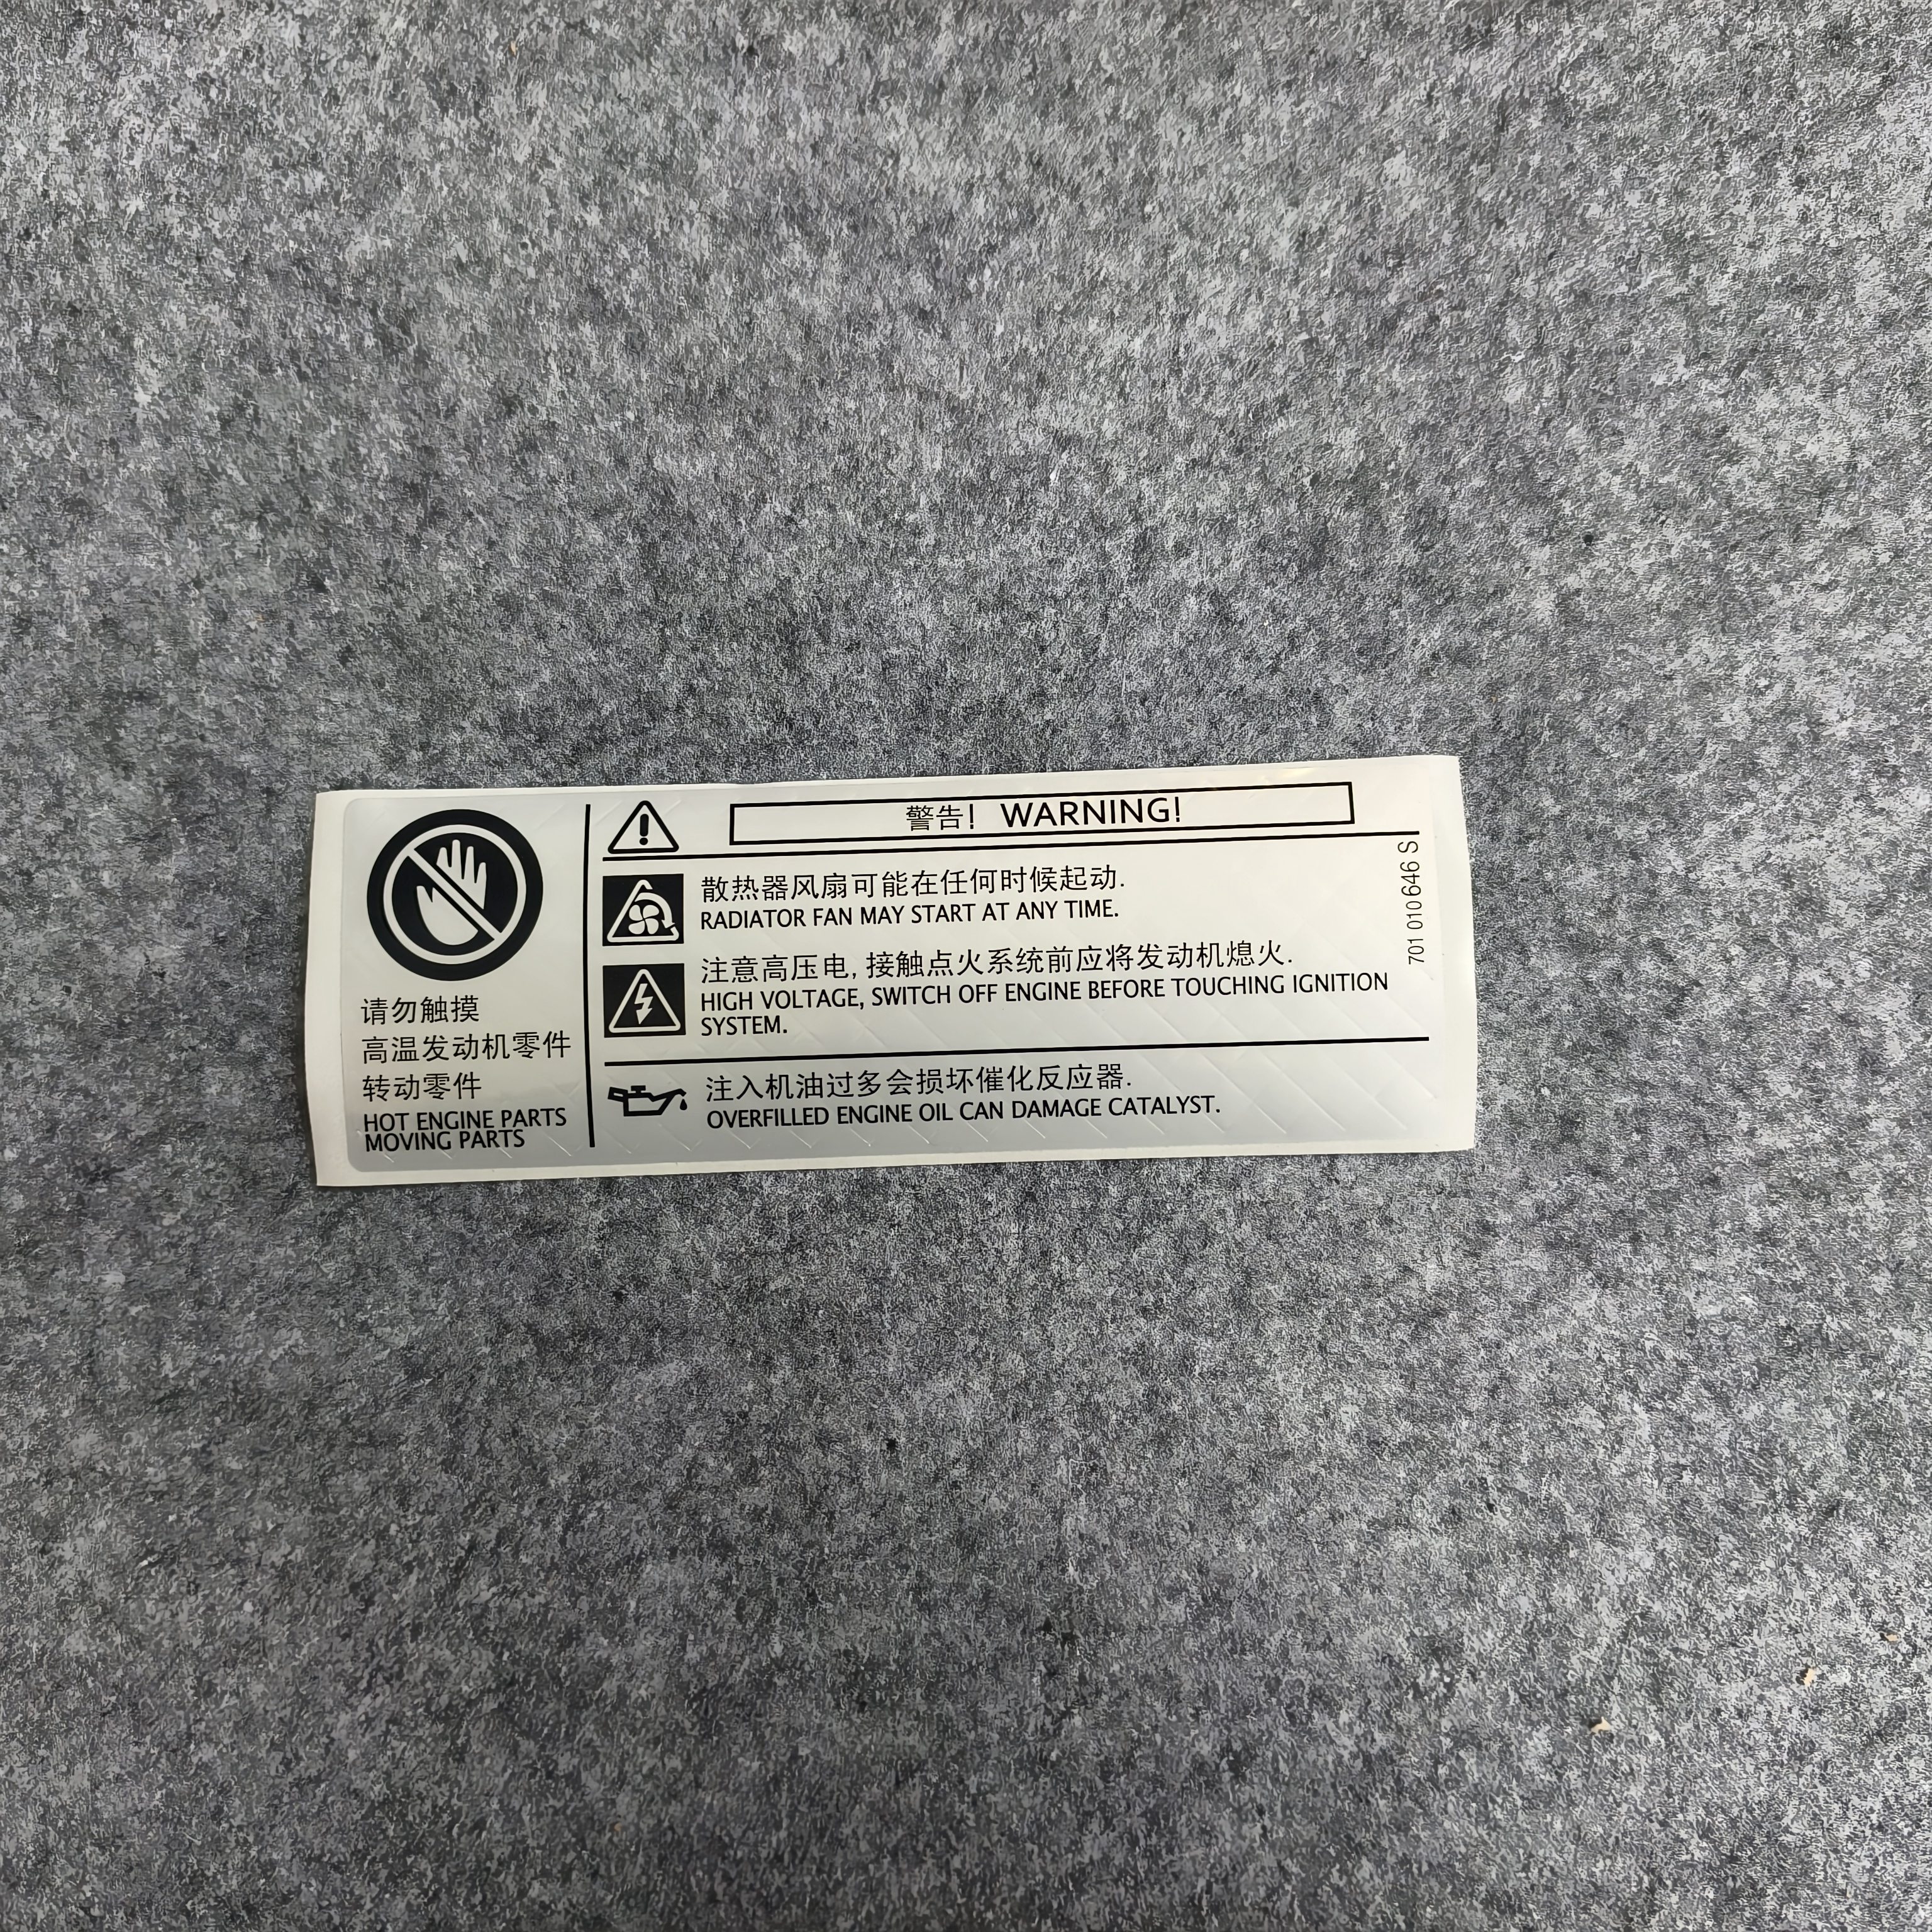 请勿触摸
高温发动机零件
转动零件
HOT ENGINE PARTS
MOVING PARTS
警告! WARNING!
散热器风扇可能在任何时候起动.
RADIATOR FAN MAY START AT ANY TIME.
注意高压电, 接触点火系统前应将发动机熄火.
HIGH VOLTAGE, SWITCH OFF ENGINE BEFORE TOUCHING IGNITION
SYSTEM.
注入机油过多会损坏催化反应器.
OVERFILLED ENGINE OIL CAN DAMAGE CATALYST.
701 010 646 S